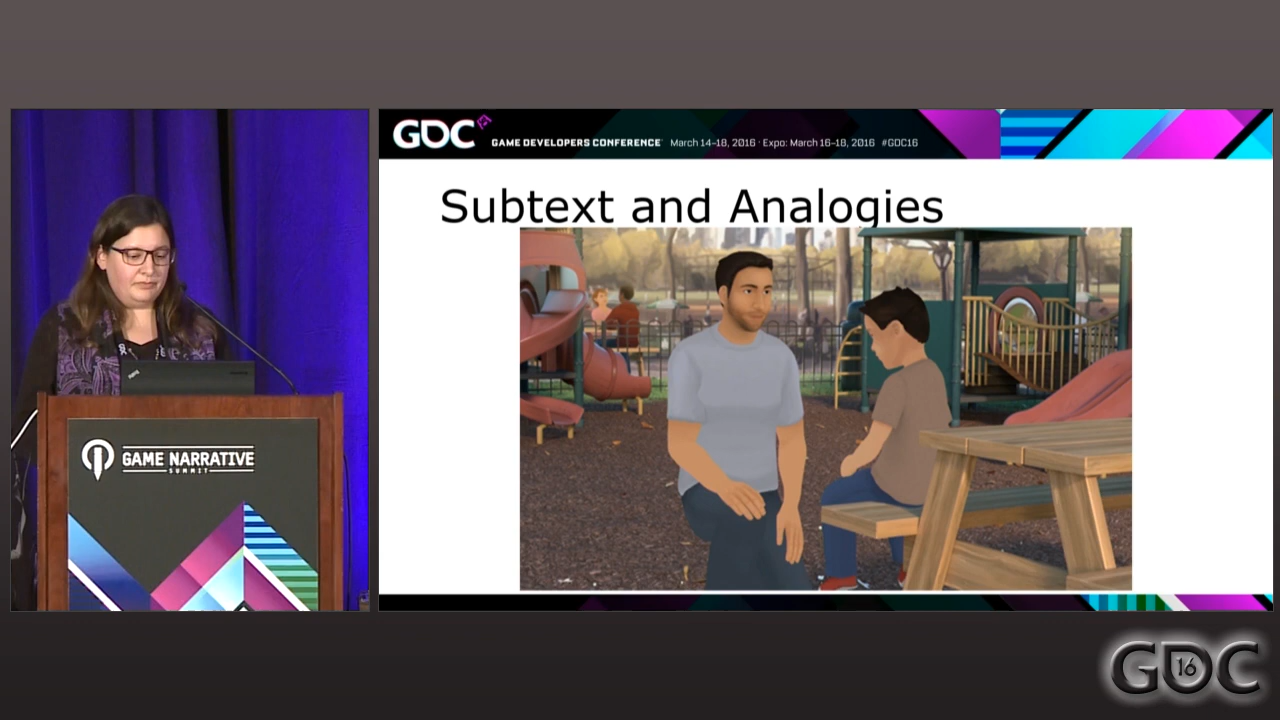 GDC
GAME DEVELOPERS CONFERENCE March 14-18, 2016 · Expo: March 16-18, 2016 #GDC16
Subtext and Analogies
GAME NARRATIVE
SUMMIT
GDC
16